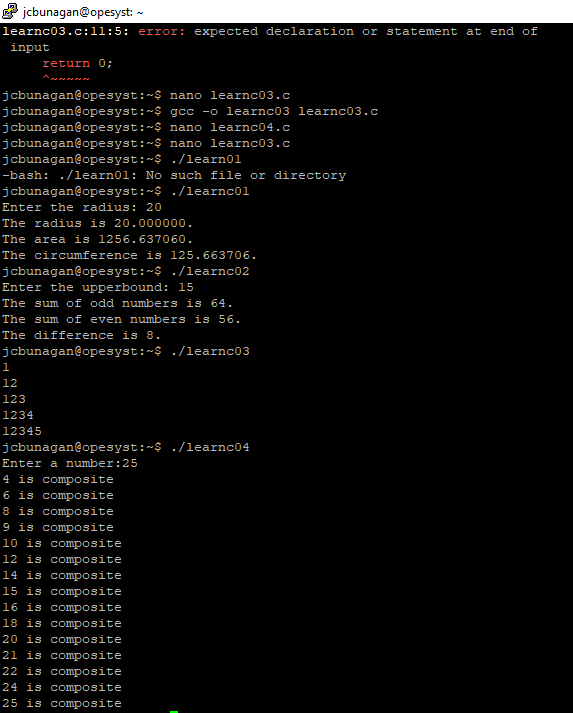 jcbunagan@opesyst: ~
learnc03.c:11:5: error: expected declaration or statement at end of
 input
     return 0;
     ^~~~~~
jcbunagan@opesyst:~$ nano learnc03.c
jcbunagan@opesyst:~$ gcc -o learnc03 learnc03.c
jcbunagan@opesyst:~$ nano learnc04.c
jcbunagan@opesyst:~$ nano learnc03.c
jcbunagan@opesyst:~$ ./learn01
-bash: ./learn01: No such file or directory
jcbunagan@opesyst:~$ ./learnc01
Enter the radius: 20
The radius is 20.000000.
The area is 1256.637060.
The circumference is 125.663706.
jcbunagan@opesyst:~$ ./learnc02
Enter the upperbound: 15
The sum of odd numbers is 64.
The sum of even numbers is 56.
The difference is 8.
jcbunagan@opesyst:~$ ./learnc03
1
12
123
1234
12345
jcbunagan@opesyst:~$ ./learnc04
Enter a number:25
4 is composite
6 is composite
8 is composite
9 is composite
10 is composite
12 is composite
14 is composite
15 is composite
16 is composite
18 is composite
20 is composite
21 is composite
22 is composite
24 is composite
25 is composite